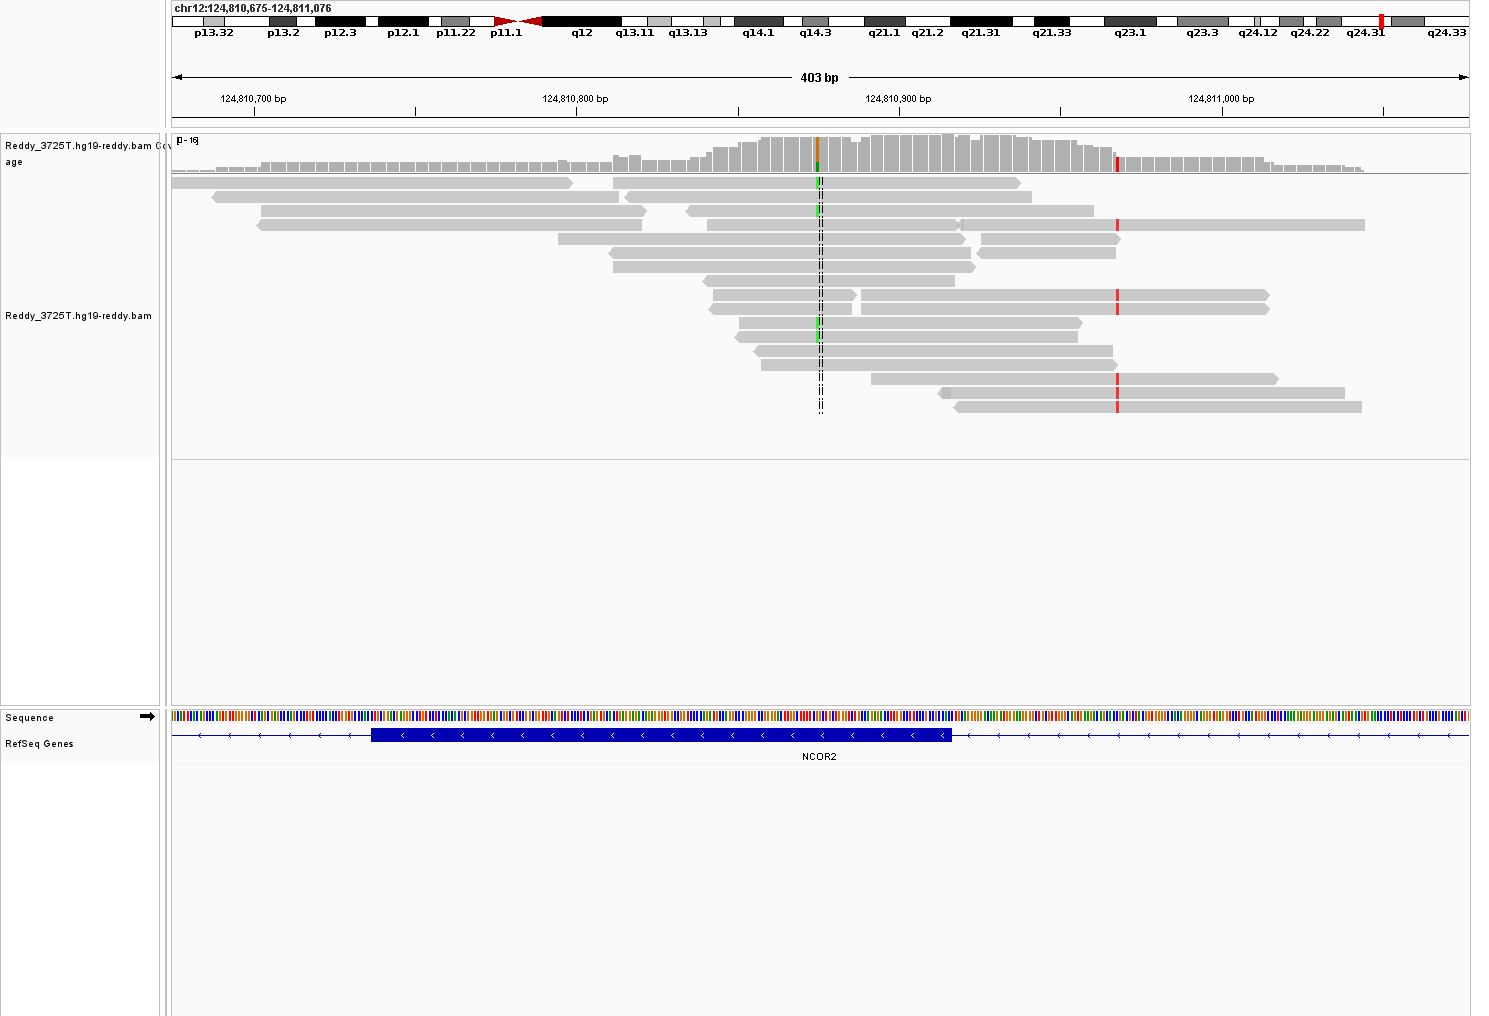 chr12:124,810,675-124,811,076
p13.32 p13.2 p12.3 p12.1 p11.22 p11.1 q12 q13.11 q13.13 q14.1 q14.3 q21.1 q21.2 q21.31 q21.33 q23.1 q23.3 q24.12 q24.22 q24.31 q24.33
403 bp
124,810,700 bp 124,810,800 bp 124,810,900 bp 124,811,000 bp
Reddy_3725T.hg19-reddy.bam Cov
age
[0 - 16]
Reddy_3725T.hg19-reddy.bam
Sequence
RefSeq Genes
NCOR2